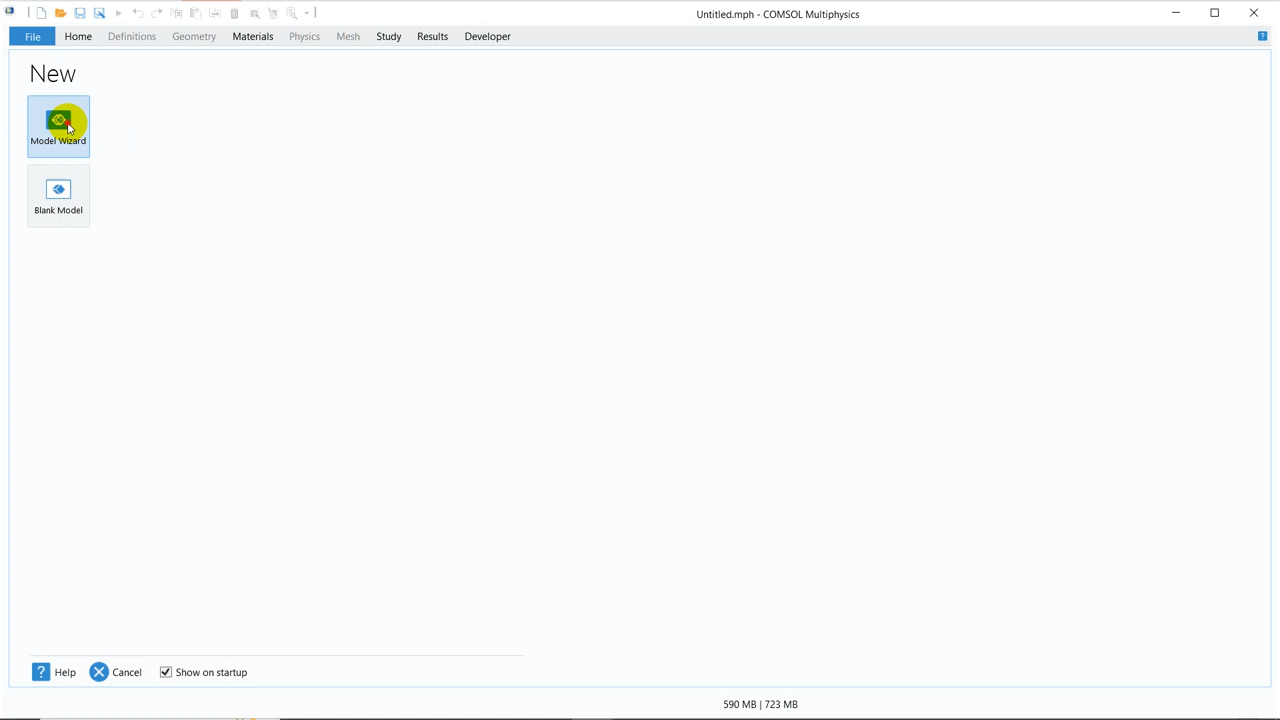 Untitled.mph - COMSOL Multiphysics
File Home Definitions Geometry Materials Physics Mesh Study Results Developer ?
New
Model Wizard
Blank Model
? Help Cancel Show on startup
590 MB | 723 MB